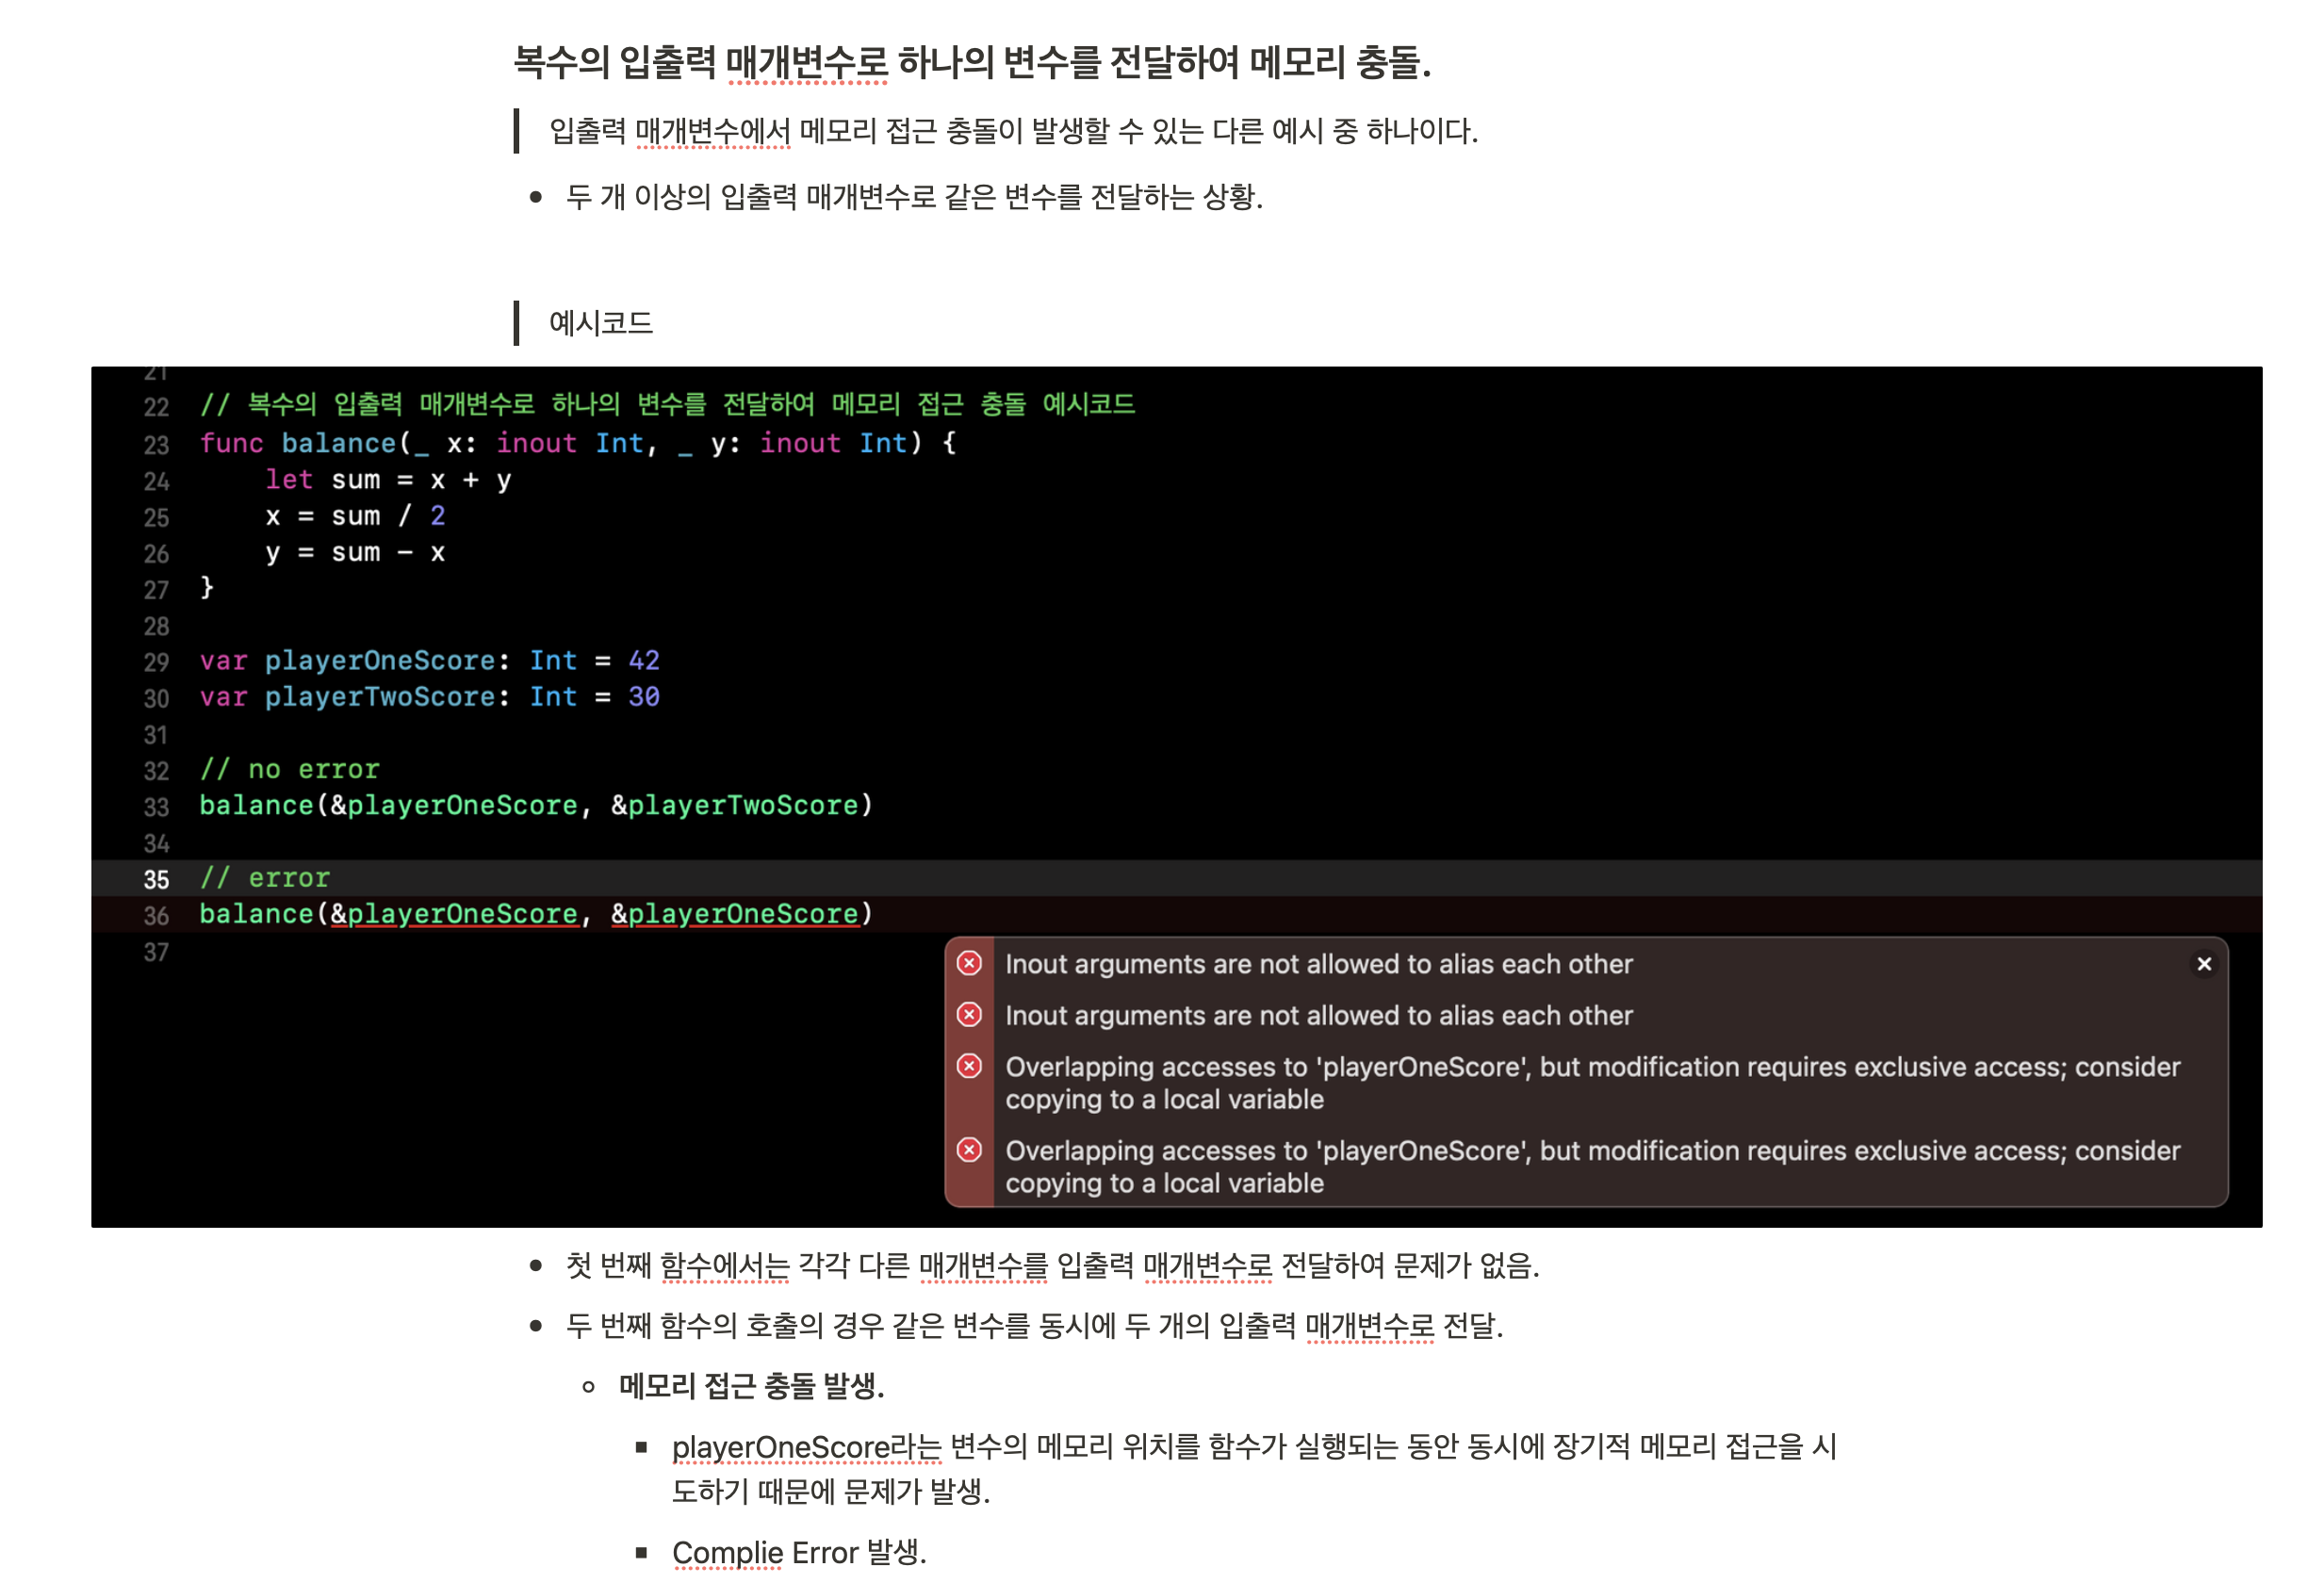 복수의 입출력 매개변수로 하나의 변수를 전달하여 메모리 충돌.
입출력 매개변수에서 메모리 접근 충돌이 발생할 수 있는 다른 예시 중 하나이다.
• 두 개 이상의 입출력 매개변수로 같은 변수를 전달하는 상황.
예시코드
21
22 // 복수의 입출력 매개변수로 하나의 변수를 전달하여 메모리 접근 충돌 예시코드
23 func balance(_ x: inout Int, _ y: inout Int) {
24     let sum = x + y
25     x = sum / 2
26     y = sum - x
27 }
28
29 var playerOneScore: Int = 42
30 var playerTwoScore: Int = 30
31
32 // no error
33 balance(&playerOneScore, &playerTwoScore)
34
35 // error
36 balance(&playerOneScore, &playerOneScore)
37
Inout arguments are not allowed to alias each other
Inout arguments are not allowed to alias each other
Overlapping accesses to 'playerOneScore', but modification requires exclusive access; consider
copying to a local variable
Overlapping accesses to 'playerOneScore', but modification requires exclusive access; consider
copying to a local variable
• 첫 번째 함수에서는 각각 다른 매개변수를 입출력 매개변수로 전달하여 문제가 없음.
• 두 번째 함수의 호출의 경우 같은 변수를 동시에 두 개의 입출력 매개변수로 전달.
◦ 메모리 접근 충돌 발생.
▪ playerOneScore라는 변수의 메모리 위치를 함수가 실행되는 동안 동시에 장기적 메모리 접근을 시
도하기 때문에 문제가 발생.
▪ Complie Error 발생.